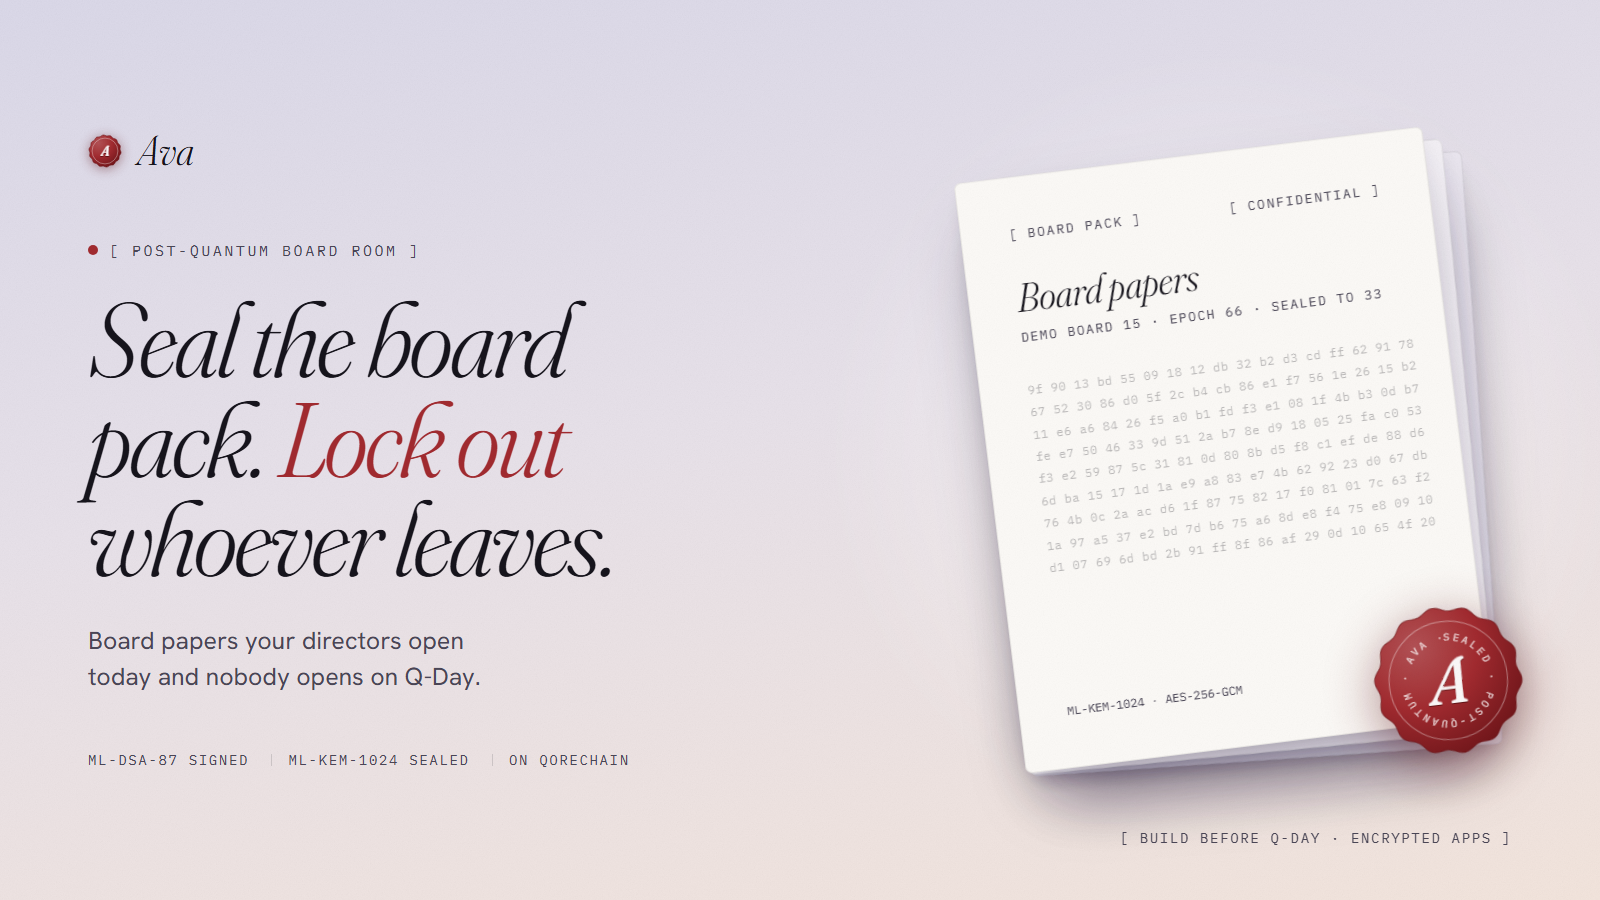 A Ava
[ POST-QUANTUM BOARD ROOM ]
Seal the board
pack. Lock out
whoever leaves.
Board papers your directors open
today and nobody opens on Q-Day.
ML-DSA-87 SIGNED | ML-KEM-1024 SEALED | ON QORECHAIN
[ BOARD PACK ] [ CONFIDENTIAL ]
Board papers
DEMO BOARD 15 · EPOCH 66 · SEALED TO 33
9f 90 13 bd 55 09 18 12 db 32 b2 d3 cd ff 62 91 78
67 52 30 86 d0 5f 2c b4 cb 86 e1 f7 56 1e 26 15 b2
11 e6 a6 84 26 f5 a0 b1 fd f3 e1 08 1f 4b b3 0d b7
fe e7 50 46 33 9d 51 2a b7 8e d9 18 05 25 fa c0 53
f3 e2 59 87 5c 31 81 0d 80 8b d5 f8 c1 ef de 88 d6
6d ba 15 17 1d 1a e9 a8 83 e7 4b 62 92 23 d0 67 db
76 4b 0c 2a ac d6 1f 87 75 82 17 f0 81 01 7c 63 f2
1a 97 a5 37 e2 bd 7d b6 75 a6 8d e8 f4 75 e8 09 10
d1 07 69 6d bd 2b 91 ff 8f 86 af 29 0d 10 65 4f 20
ML-KEM-1024 · AES-256-GCM
AVA · SEALED · POST-QUANTUM ·
A
[ BUILD BEFORE Q-DAY · ENCRYPTED APPS ]